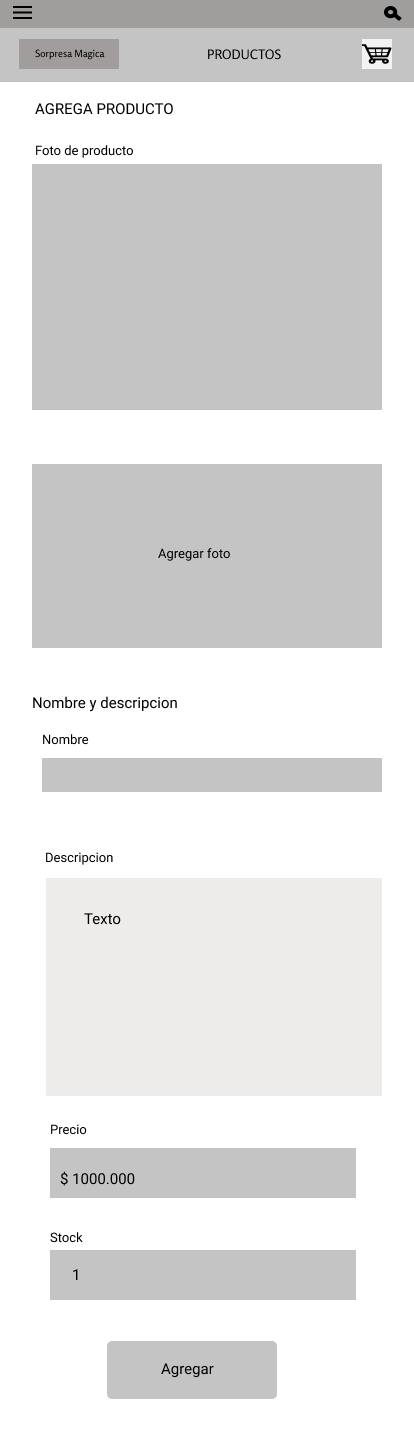 Sorpresa Magica
PRODUCTOS
AGREGA PRODUCTO
Foto de producto
Agregar foto
Nombre y descripcion
Nombre
Descripcion
Texto
Precio
$ 1000.000
Stock
1
Agregar